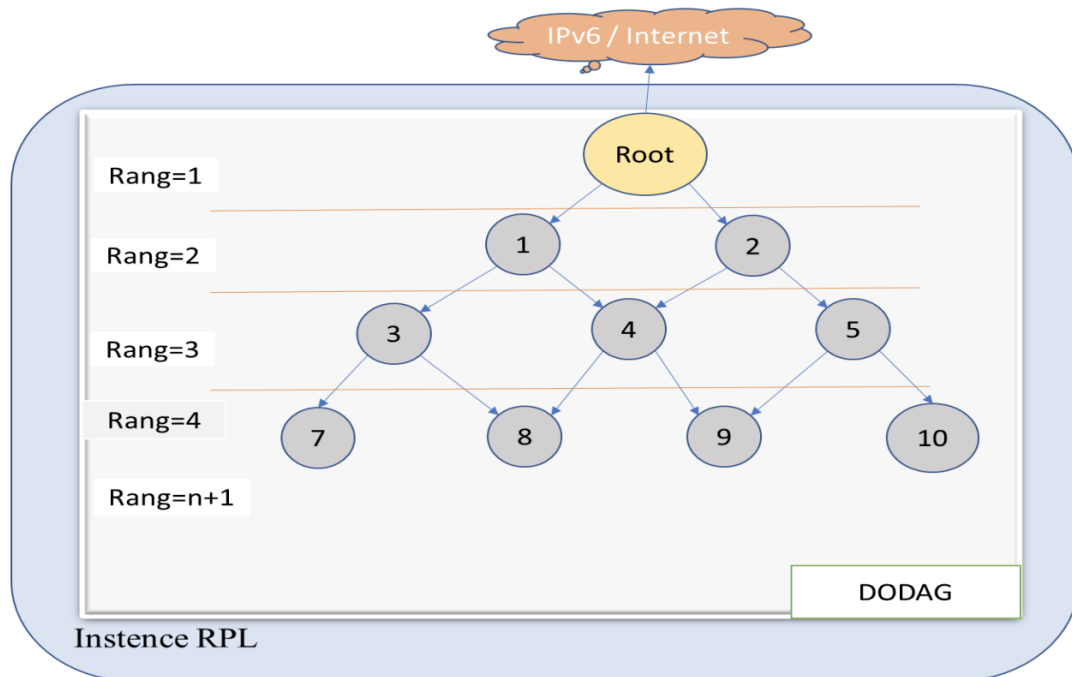 IPv6 / Internet
Root
Rang=1
1
2
Rang=2
3
4
5
Rang=3
Rang=4
7
8
9
10
Rang=n+1
DODAG
Instence RPL